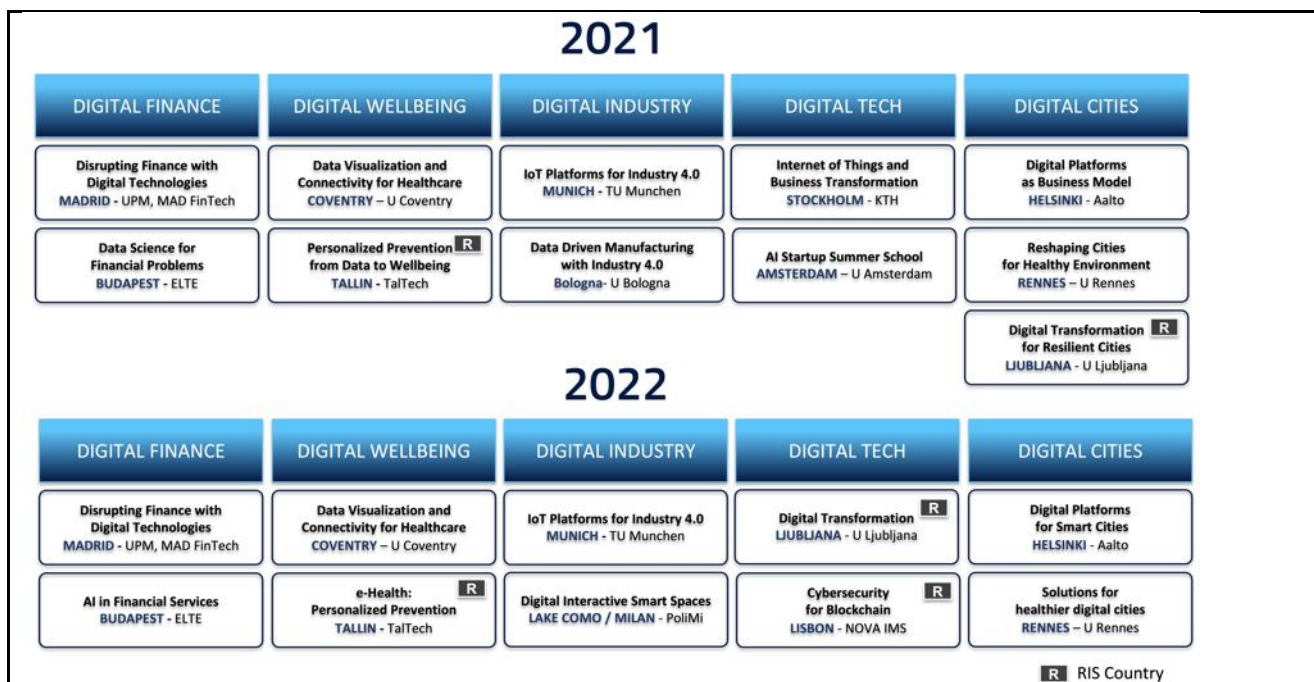 2021
DIGITAL FINANCE
Disrupting Finance with
Digital Technologies
MADRID - UPM, MAD FinTech
Data Science for
Financial Problems
BUDAPEST - ELTE
DIGITAL WELLBEING
Data Visualization and
Connectivity for Healthcare
COVENTRY – U Coventry
Personalized Prevention R
from Data to Wellbeing
TALLIN - TalTech
DIGITAL INDUSTRY
IoT Platforms for Industry 4.0
MUNICH - TU Munchen
Data Driven Manufacturing
with Industry 4.0
Bologna- U Bologna
DIGITAL TECH
Internet of Things and
Business Transformation
STOCKHOLM - KTH
AI Startup Summer School
AMSTERDAM – U Amsterdam
DIGITAL CITIES
Digital Platforms
as Business Model
HELSINKI - Aalto
Reshaping Cities
for Healthy Environment
RENNES – U Rennes
Digital Transformation R
for Resilient Cities
LJUBLJANA - U Ljubljana
2022
DIGITAL FINANCE
Disrupting Finance with
Digital Technologies
MADRID - UPM, MAD FinTech
AI in Financial Services
BUDAPEST - ELTE
DIGITAL WELLBEING
Data Visualization and
Connectivity for Healthcare
COVENTRY – U Coventry
e-Health: R
Personalized Prevention
TALLIN - TalTech
DIGITAL INDUSTRY
IoT Platforms for Industry 4.0
MUNICH - TU Munchen
Digital Interactive Smart Spaces
LAKE COMO / MILAN - PoliMi
DIGITAL TECH
Digital Transformation R
LJUBLJANA - U Ljubljana
Cybersecurity R
for Blockchain
LISBON - NOVA IMS
DIGITAL CITIES
Digital Platforms
for Smart Cities
HELSINKI - Aalto
Solutions for
healthier digital cities
RENNES – U Rennes
R RIS Country